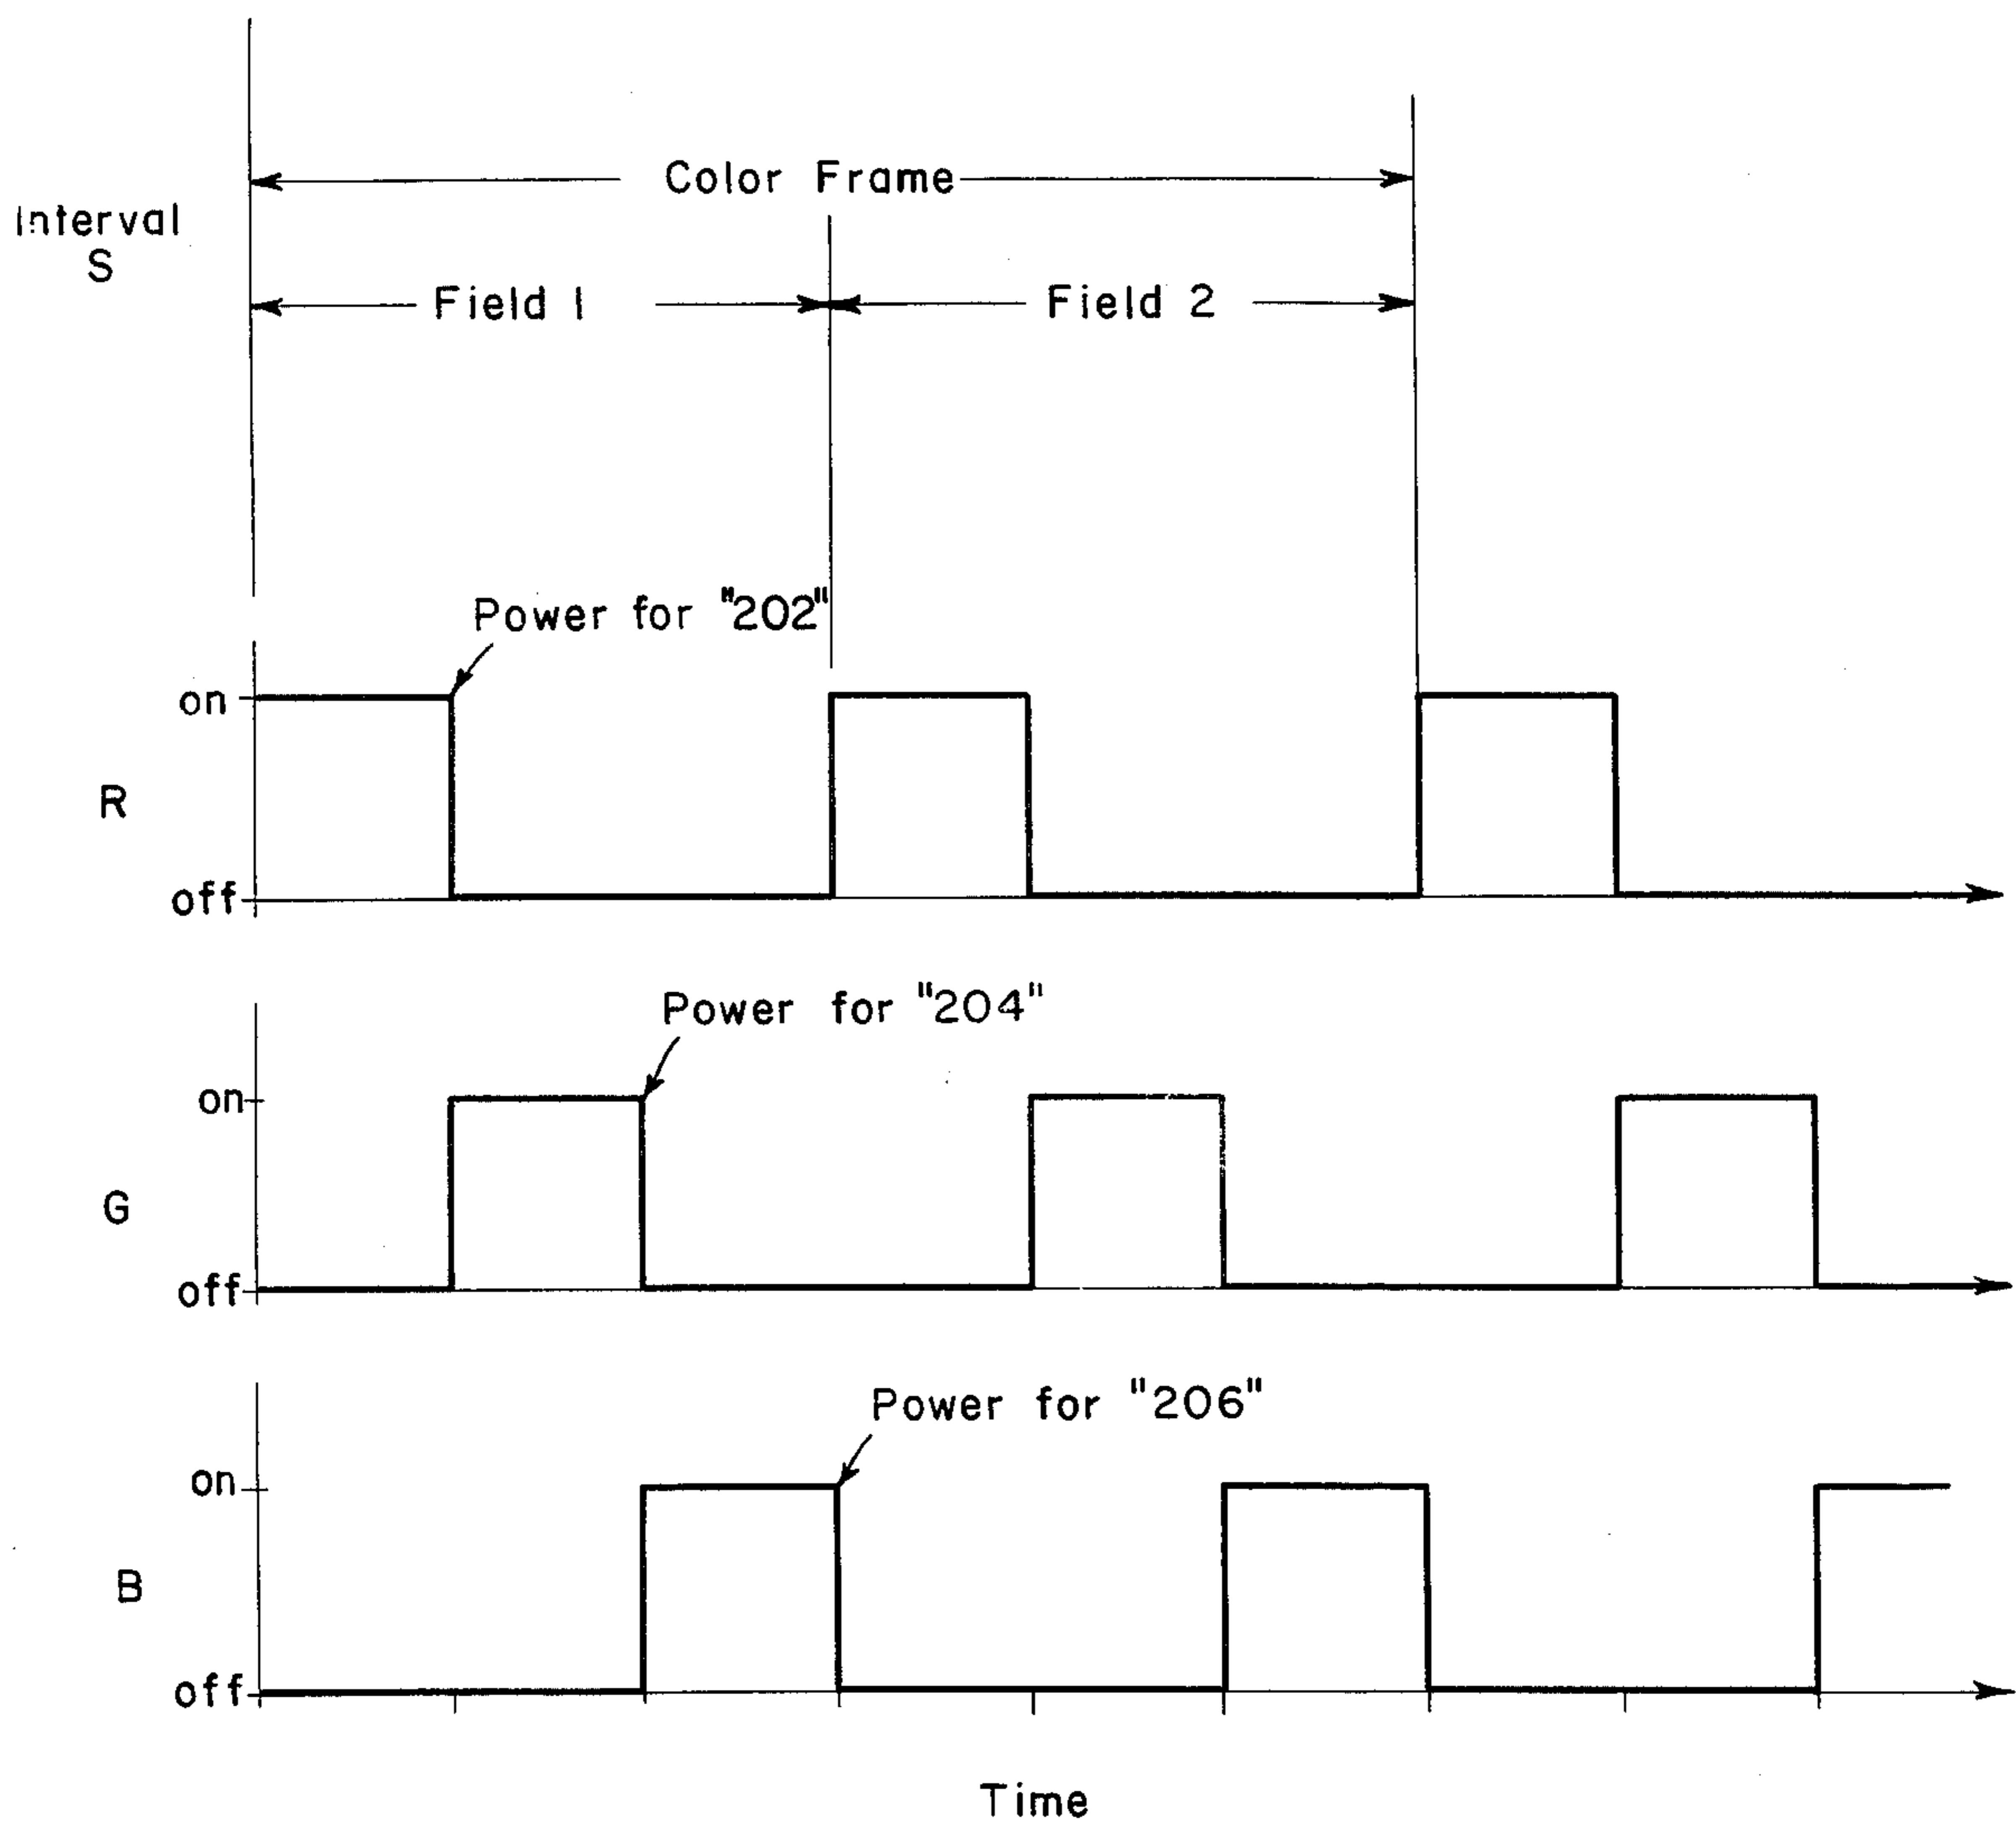 Color Frame
Interval
S
Field 1
Field 2
Power for "202"
on
R
off
Power for "204"
on
G
off
Power for "206"
on
B
off
Time